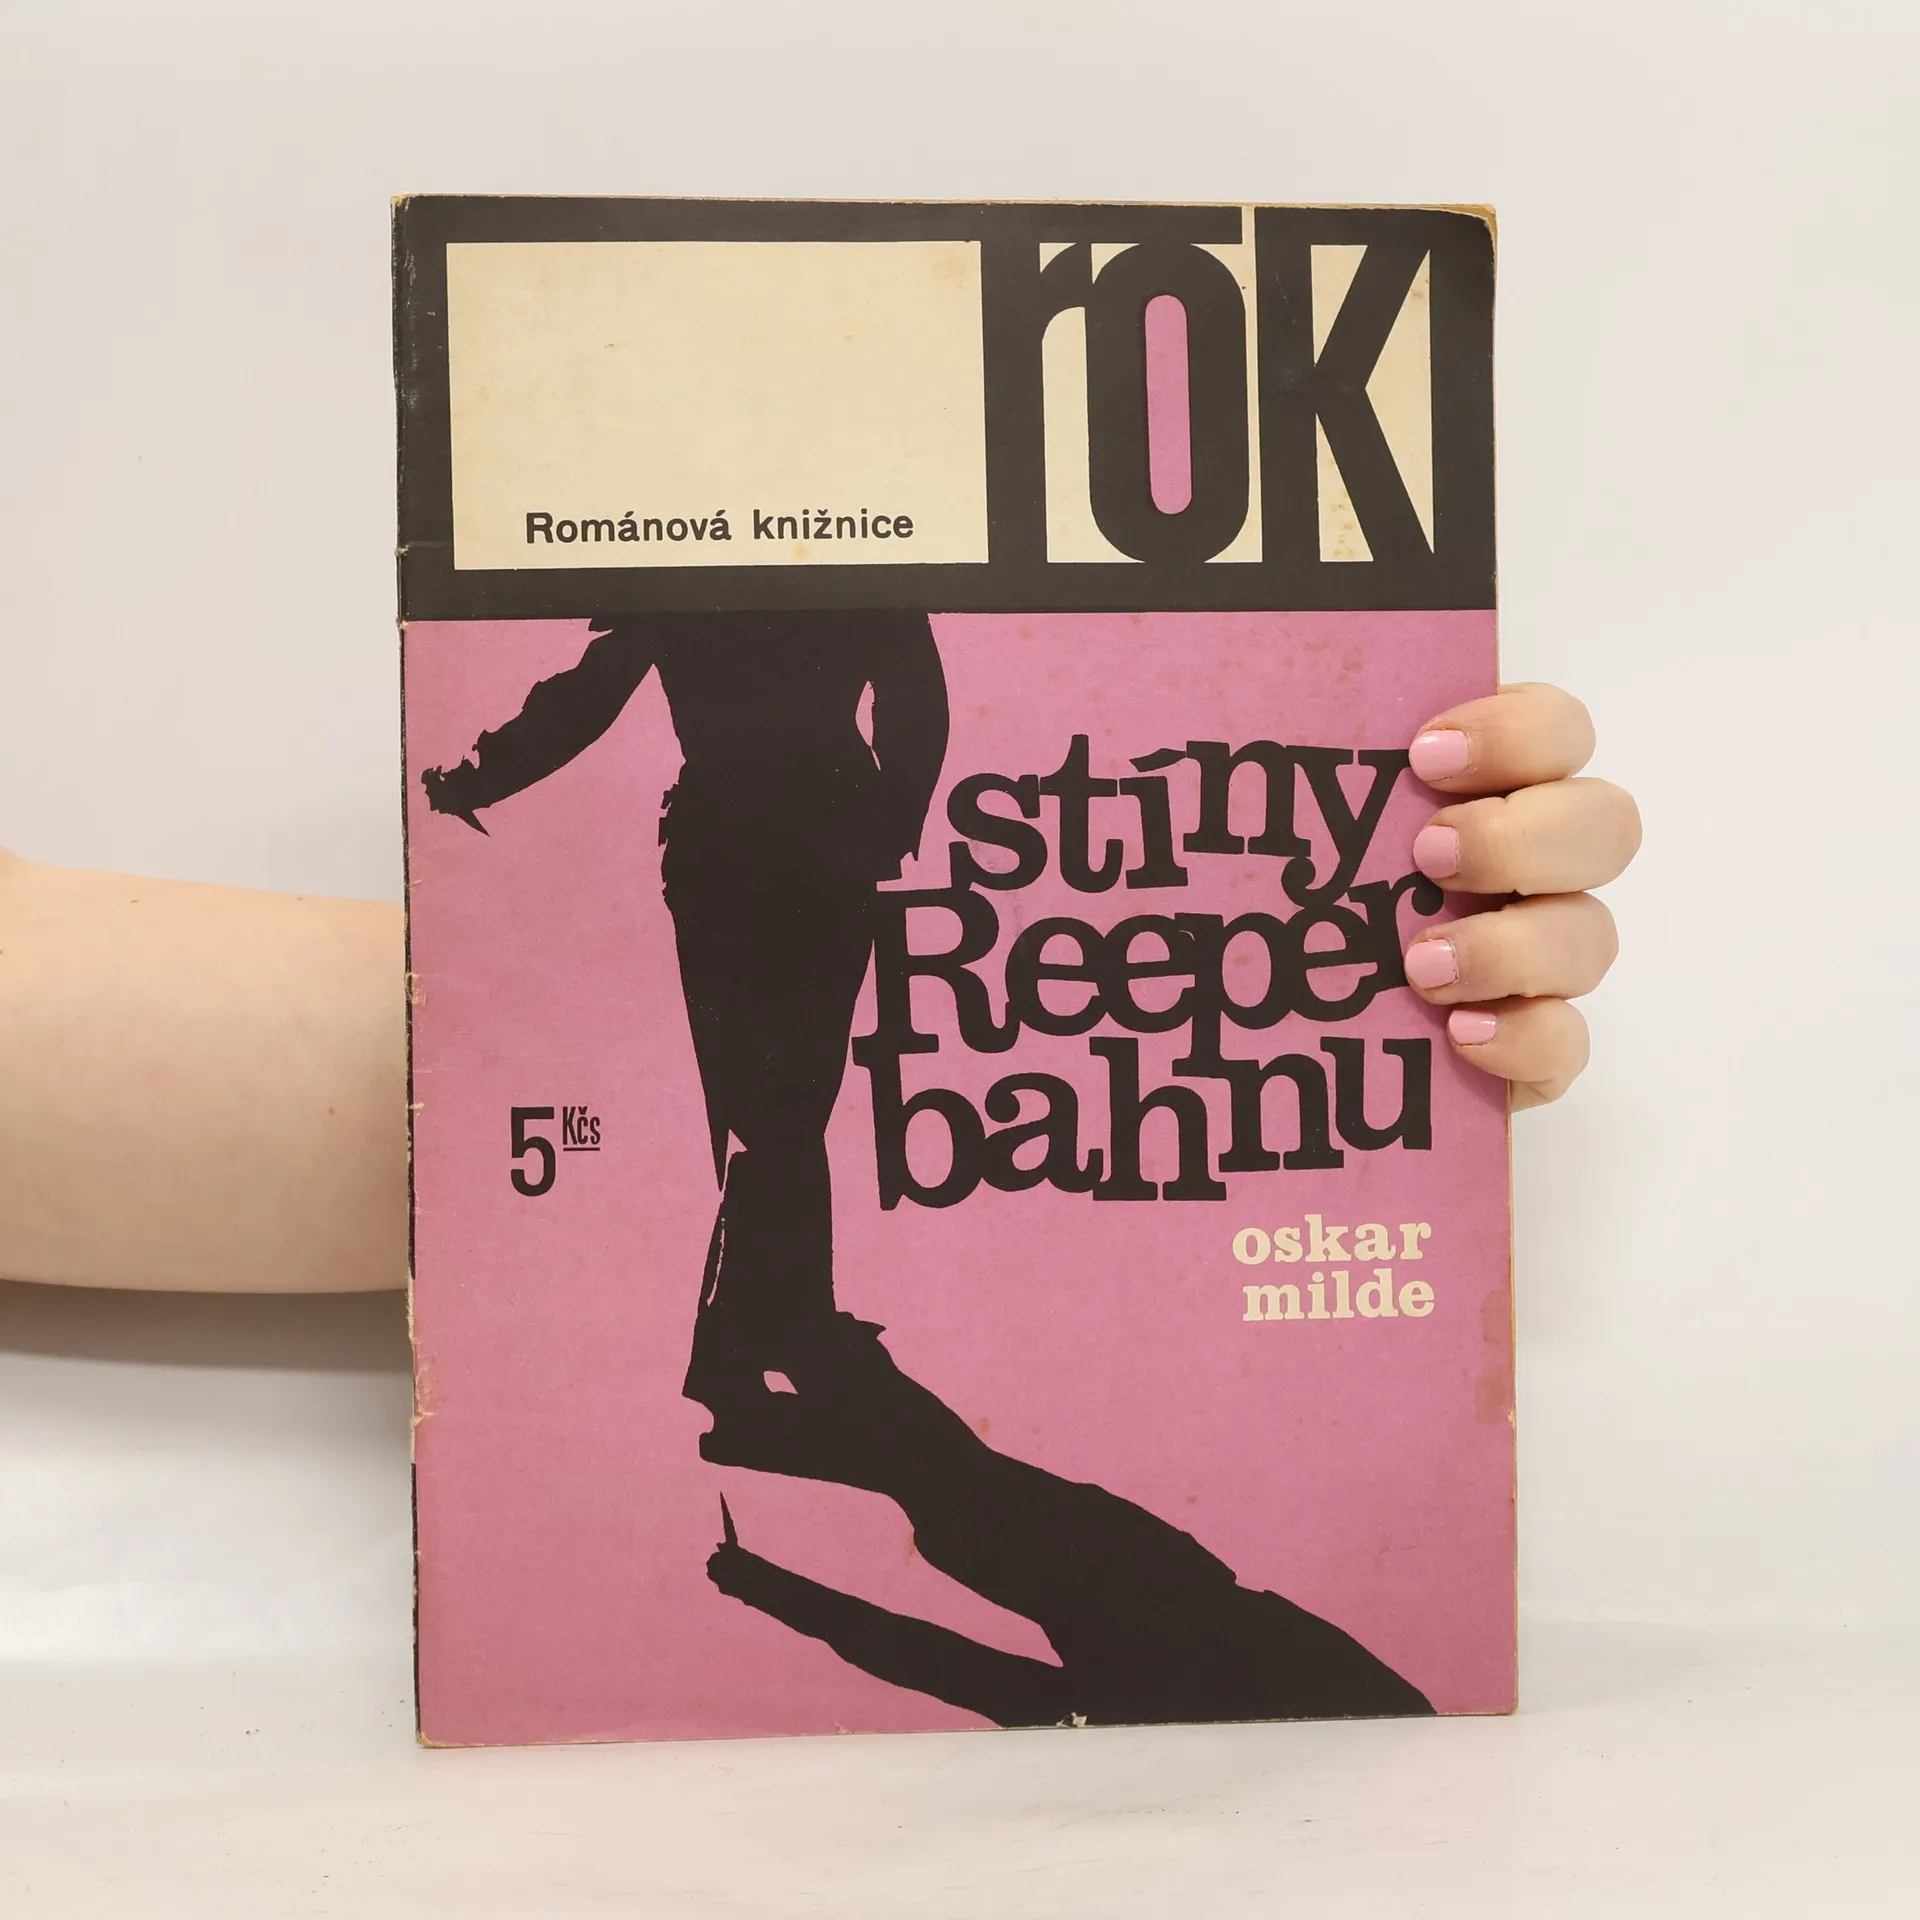 rok
Románová knižnice
stíny
Reeper
bahnu
5 Kčs
oskar
milde